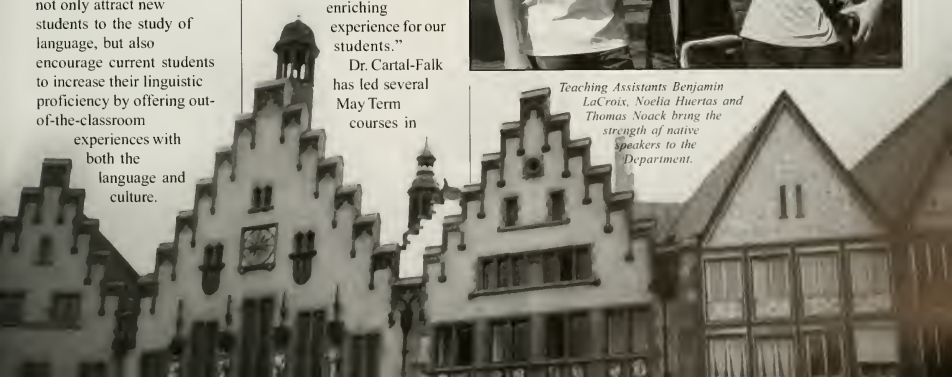 not only attract new
students to the study of
language, but also
encourage current students
to increase their linguistic
proficiency by offering out-
of-the-classroom
experiences with
both the
language and
culture.
enriching
experience for our
students."
Dr. Cartal-Falk
has led several
May Term
courses in
Teaching Assistants Benjamin
LaCroix, Noelia Huertas and
Thomas Noack bring the
strength of native
speakers to the
Department.